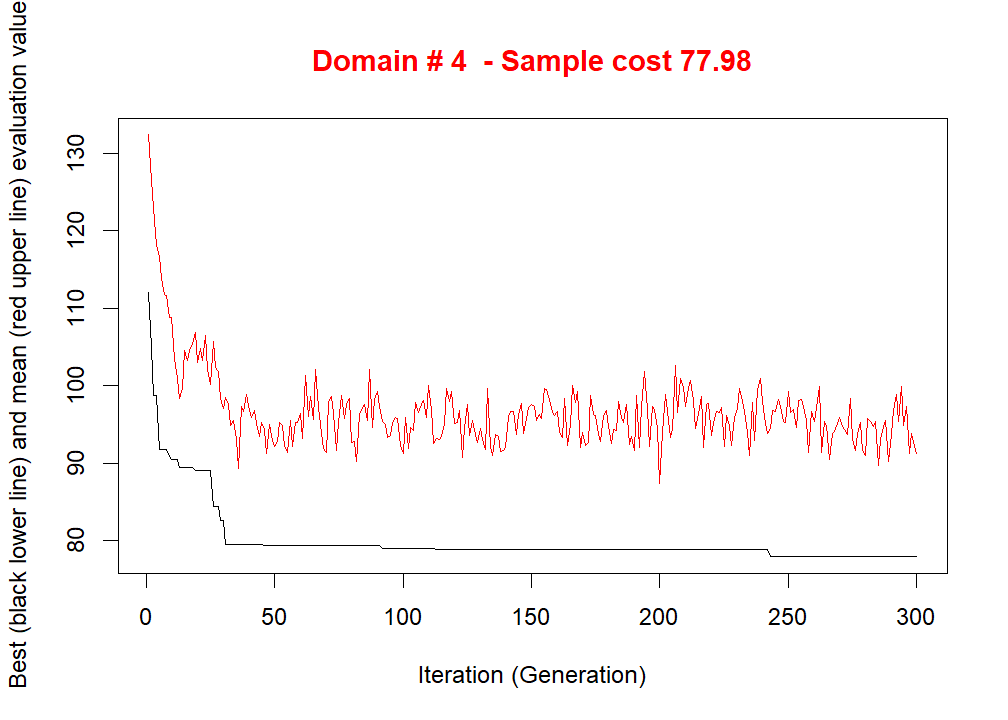 Domain # 4  - Sample cost 77.98
Best (black lower line) and mean (red upper line) evaluation value
130
120
110
100
90
80
0 50 100 150 200 250 300
Iteration (Generation)